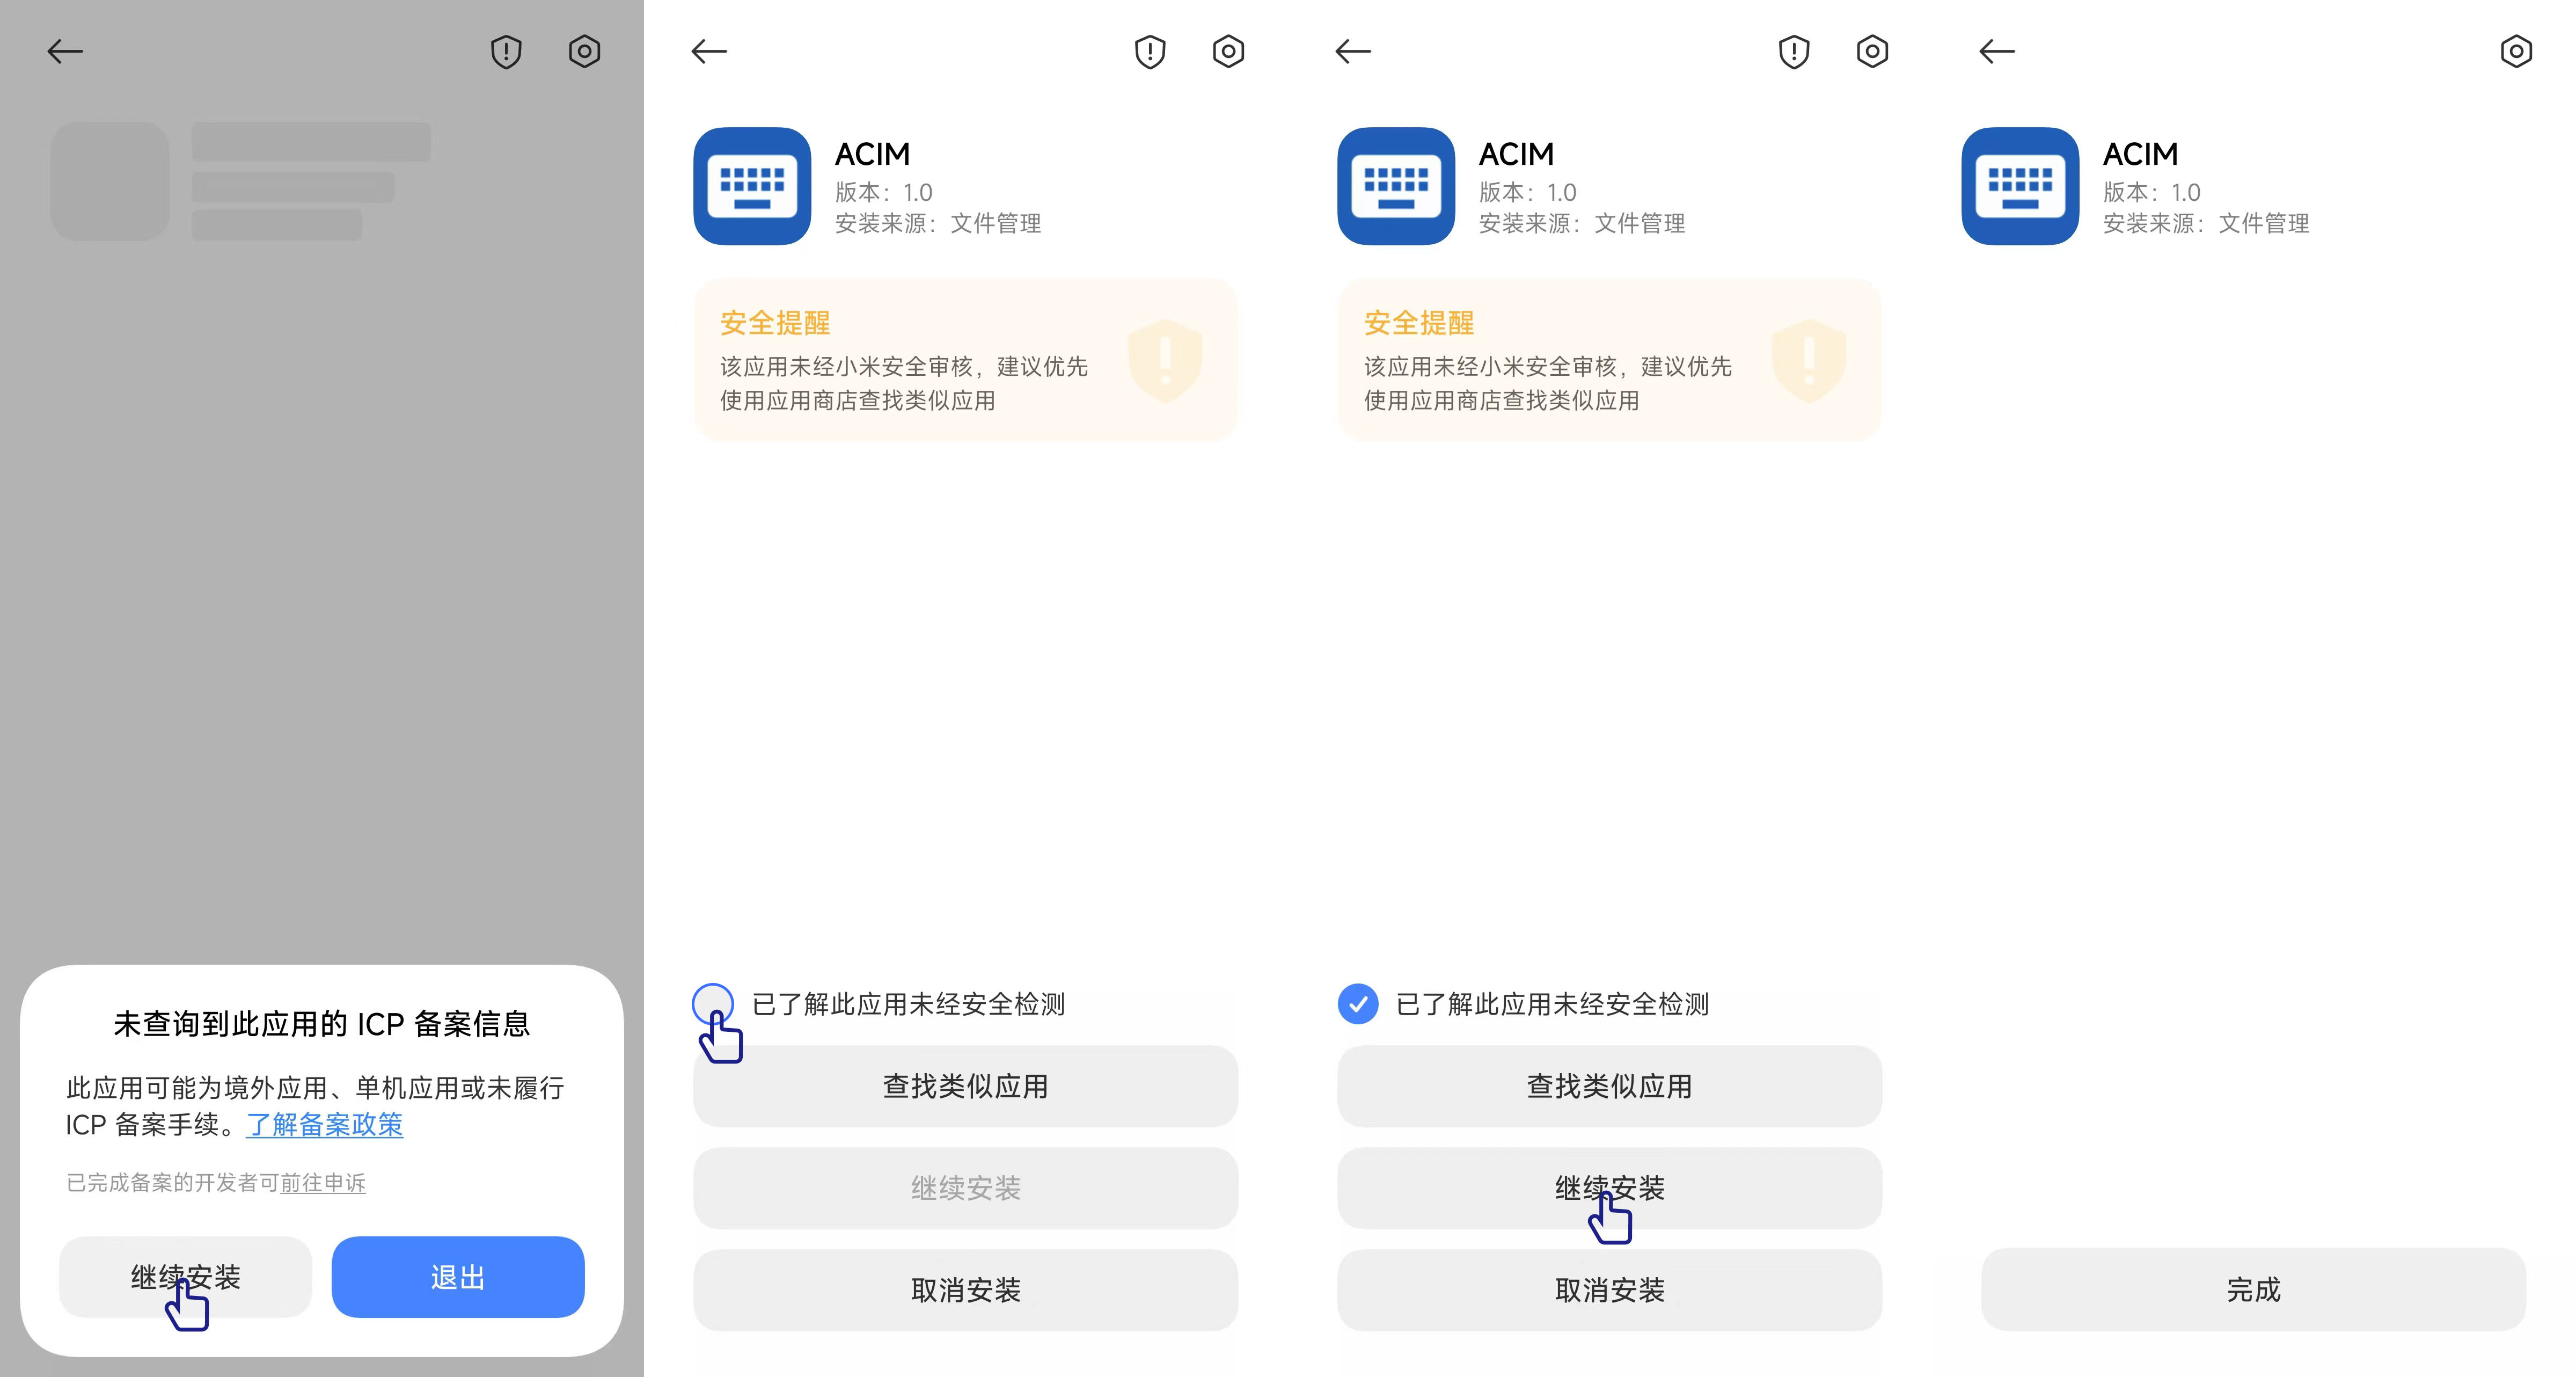 未查询到此应用的 ICP 备案信息
此应用可能为境外应用、单机应用或未履行
ICP 备案手续。了解备案政策
已完成备案的开发者可前往申诉
继续安装
退出
ACIM
版本：1.0
安装来源：文件管理
安全提醒
该应用未经小米安全审核，建议优先
使用应用商店查找类似应用
已了解此应用未经安全检测
查找类似应用
继续安装
取消安装
ACIM
版本：1.0
安装来源：文件管理
安全提醒
该应用未经小米安全审核，建议优先
使用应用商店查找类似应用
已了解此应用未经安全检测
查找类似应用
继续安装
取消安装
ACIM
版本：1.0
安装来源：文件管理
完成